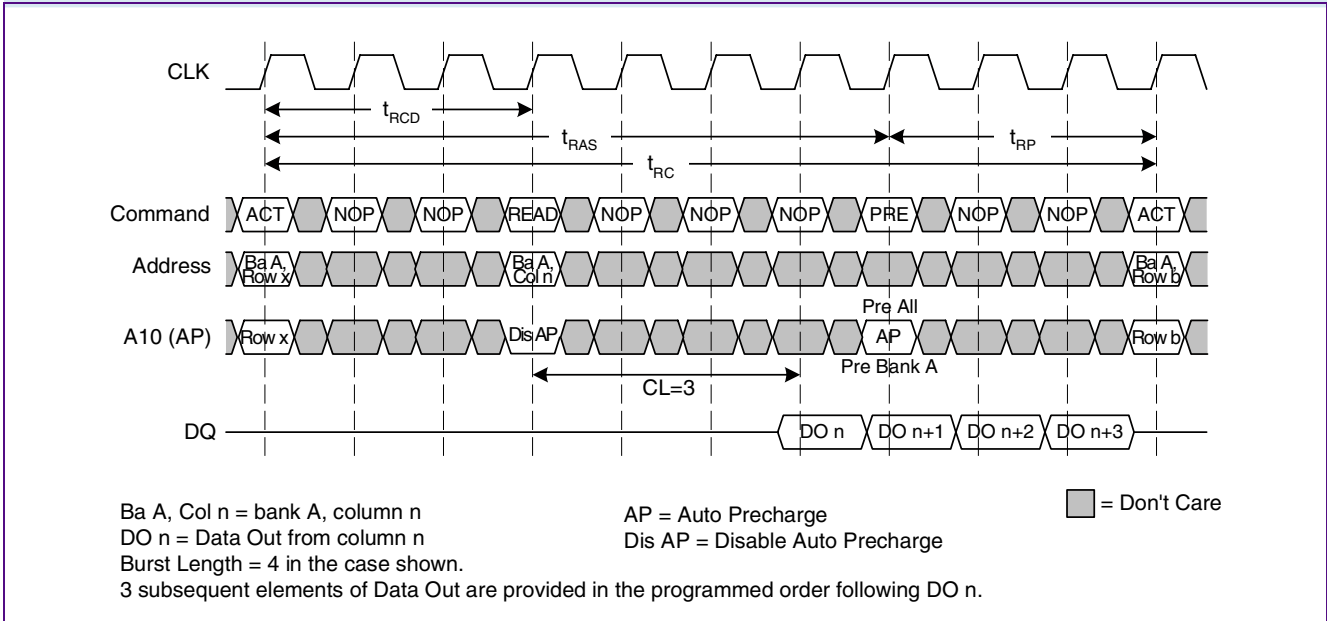 CLK
tRCD
tRAS
tRP
tRC
Command ACT NOP NOP READ NOP NOP NOP PRE NOP NOP ACT
Address Ba A, Row x Ba A, Col n Ba A, Row b
Pre All
A10 (AP) Row x Dis AP AP Row b
Pre Bank A
CL=3
DQ DO n DO n+1 DO n+2 DO n+3
Ba A, Col n = bank A, column n
DO n = Data Out from column n
Burst Length = 4 in the case shown.
3 subsequent elements of Data Out are provided in the programmed order following DO n.
AP = Auto Precharge
Dis AP = Disable Auto Precharge
= Don't Care